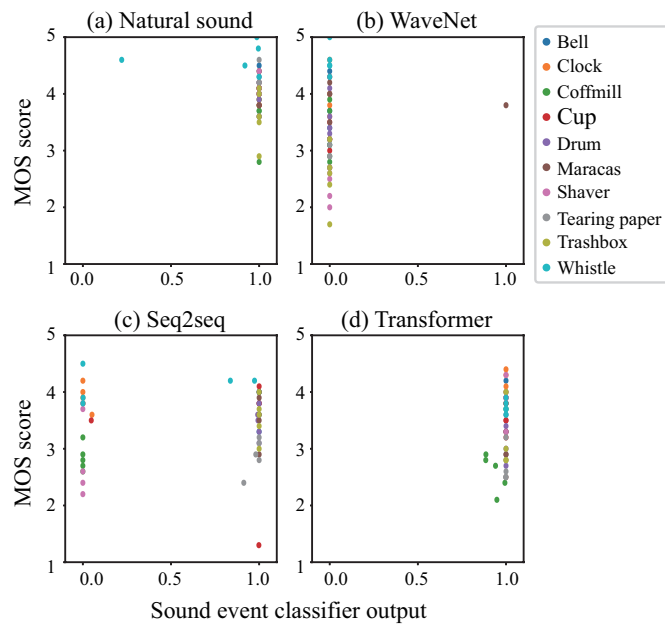 (a) Natural sound
(b) WaveNet
5
4
3
2
1
MOS score
0.0 0.5 1.0
5
4
3
2
1
0.0 0.5 1.0
Bell
Clock
Coffmill
Cup
Drum
Maracas
Shaver
Tearing paper
Trashbox
Whistle
(c) Seq2seq
(d) Transformer
5
4
3
2
1
MOS score
0.0 0.5 1.0
5
4
3
2
1
0.0 0.5 1.0
Sound event classifier output